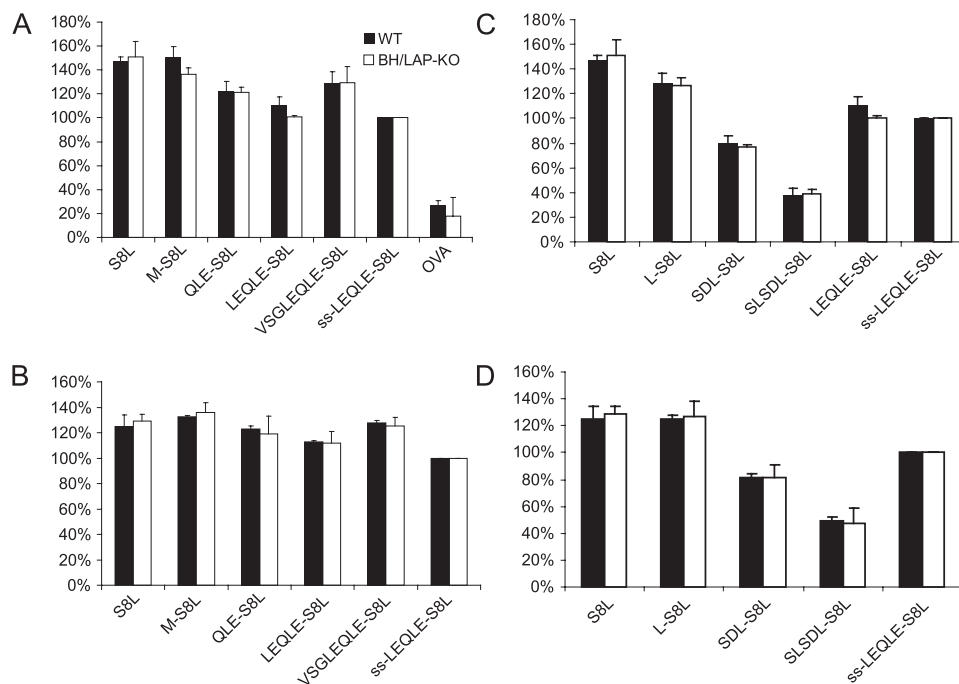 A
180%
160%
140%
120%
100%
80%
60%
40%
20%
0%
WT
BH/LAP-KO
S8L
M-S8L
QLE-S8L
LEQLE-S8L
VSGLEQLE-S8L
ss-LEQLE-S8L
OVA
C
180%
160%
140%
120%
100%
80%
60%
40%
20%
0%
S8L
L-S8L
SDL-S8L
SLSDL-S8L
LEQLE-S8L
ss-LEQLE-S8L
B
160%
140%
120%
100%
80%
60%
40%
20%
0%
S8L
M-S8L
QLE-S8L
LEQLE-S8L
VSGLEQLE-S8L
ss-LEQLE-S8L
D
160%
140%
120%
100%
80%
60%
40%
20%
0%
S8L
L-S8L
SDL-S8L
SLSDL-S8L
ss-LEQLE-S8L